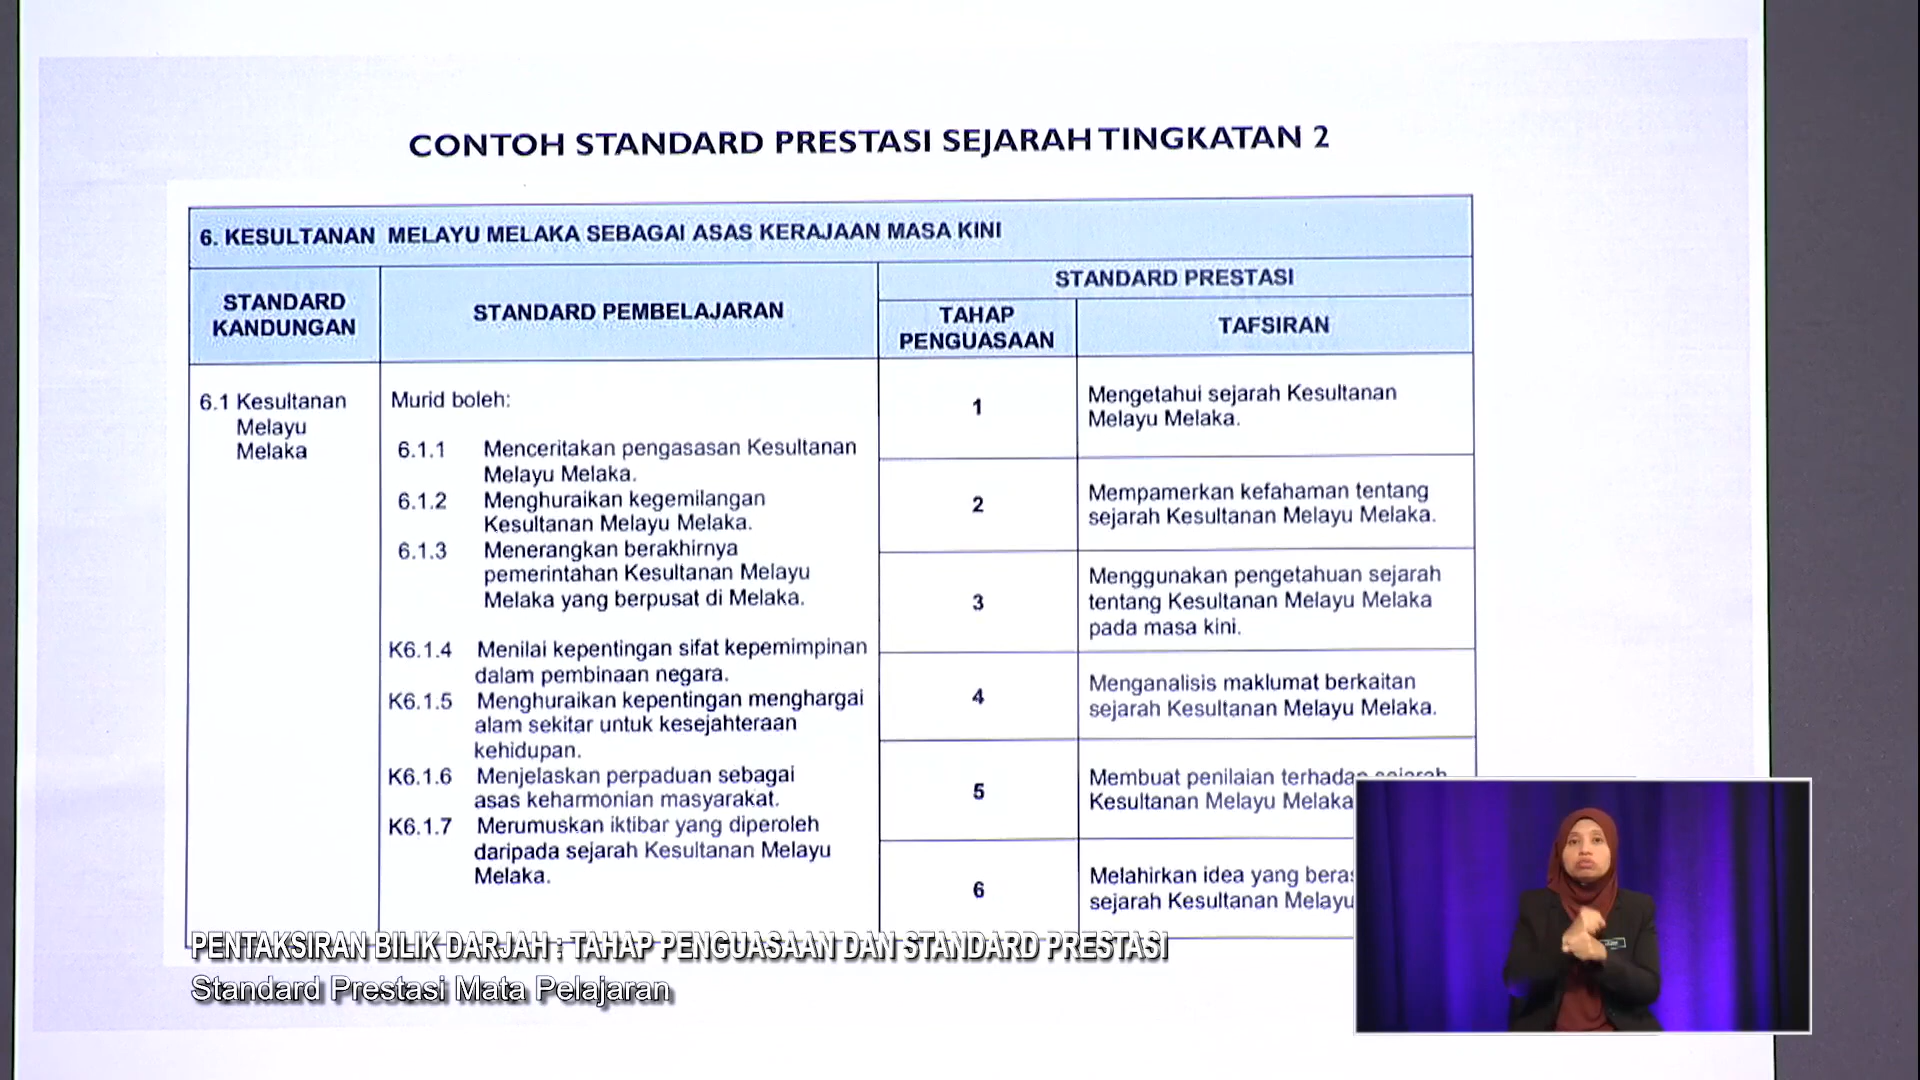 CONTOH STANDARD PRESTASI SEJARAH TINGKATAN 2
6. KESULTANAN MELAYU MELAKA SEBAGAI ASAS KERAJAAN MASA KINI
STANDARD
KANDUNGAN
STANDARD PEMBELAJARAN
STANDARD PRESTASI
TAHAP
PENGUASAAN
TAFSIRAN
6.1 Kesultanan
Melayu
Melaka
Murid boleh:
6.1.1 Menceritakan pengasasan Kesultanan
Melayu Melaka.
6.1.2 Menghuraikan kegemilangan
Kesultanan Melayu Melaka.
6.1.3 Menerangkan berakhirnya
pemerintahan Kesultanan Melayu
Melaka yang berpusat di Melaka.
K6.1.4 Menilai kepentingan sifat kepemimpinan
dalam pembinaan negara.
K6.1.5 Menghuraikan kepentingan menghargai
alam sekitar untuk kesejahteraan
kehidupan.
K6.1.6 Menjelaskan perpaduan sebagai
asas keharmonian masyarakat.
K6.1.7 Merumuskan iktibar yang diperoleh
daripada sejarah Kesultanan Melayu
Melaka.
1
Mengetahui sejarah Kesultanan
Melayu Melaka.
2
Mempamerkan kefahaman tentang
sejarah Kesultanan Melayu Melaka.
3
Menggunakan pengetahuan sejarah
tentang Kesultanan Melayu Melaka
pada masa kini.
4
Menganalisis maklumat berkaitan
sejarah Kesultanan Melayu Melaka.
5
Membuat penilaian terhadap sejarah
Kesultanan Melayu Melaka
6
Melahirkan idea yang
sejarah Kesultanan Melayu
PENTAKSIRAN BILIK DARJAH : TAHAP PENGUASAAN DAN STANDARD PRESTASI
Standard Prestasi Mata Pelajaran